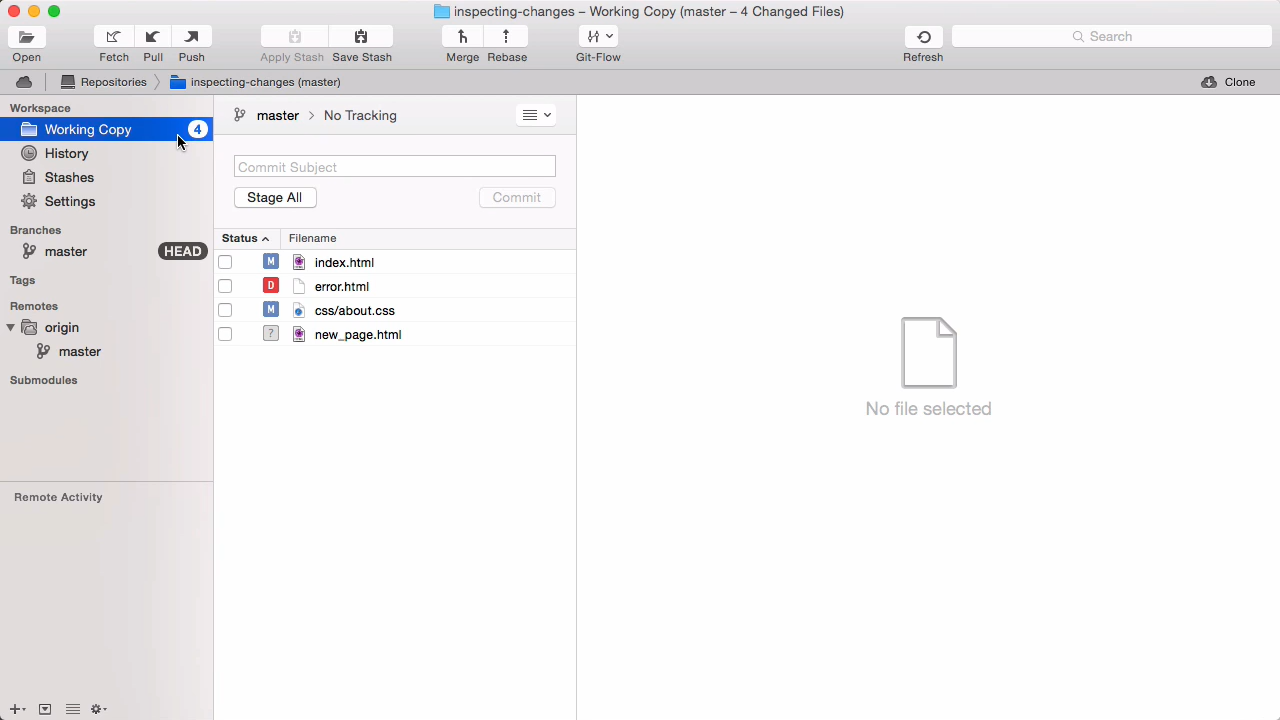 inspecting-changes – Working Copy (master – 4 Changed Files)
Open Fetch Pull Push Apply Stash Save Stash Merge Rebase Git-Flow Refresh Search
Repositories inspecting-changes (master) Clone
Workspace
Working Copy 4
History
Stashes
Settings
Branches
master HEAD
Tags
Remotes
origin
master
Submodules
Remote Activity
master > No Tracking
Commit Subject
Stage All Commit
Status Filename
M index.html
D error.html
M css/about.css
? new_page.html
No file selected